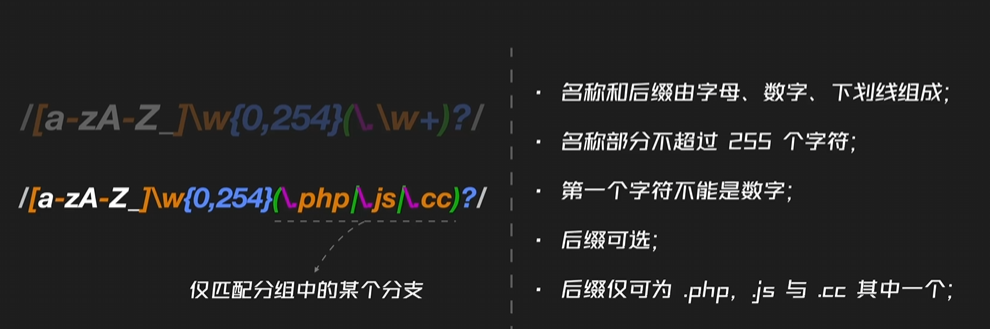 /[a-zA-Z_]\w{0,254}(\.\w+)?/
/[a-zA-Z_]\w{0,254}(\.php|\.js|\.cc)?/
仅匹配分组中的某个分支
· 名称和后缀由字母、数字、下划线组成;
· 名称部分不超过 255 个字符;
· 第一个字符不能是数字;
· 后缀可选;
· 后缀仅可为 .php, .js 与 .cc 其中一个;